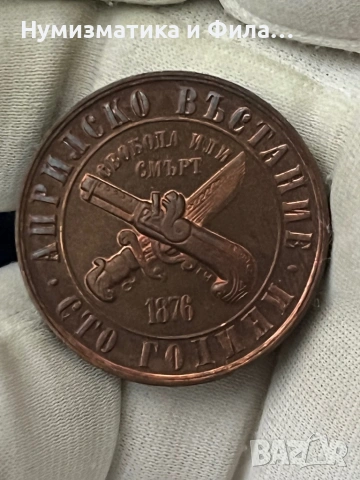 Нумизматика и Фила...
АПРИЛСКО ВЪСТАНИЕ
СВОБОДА ИЛИ
СМЪРТ
1876
СТО ГОДИНИ
BAZAR